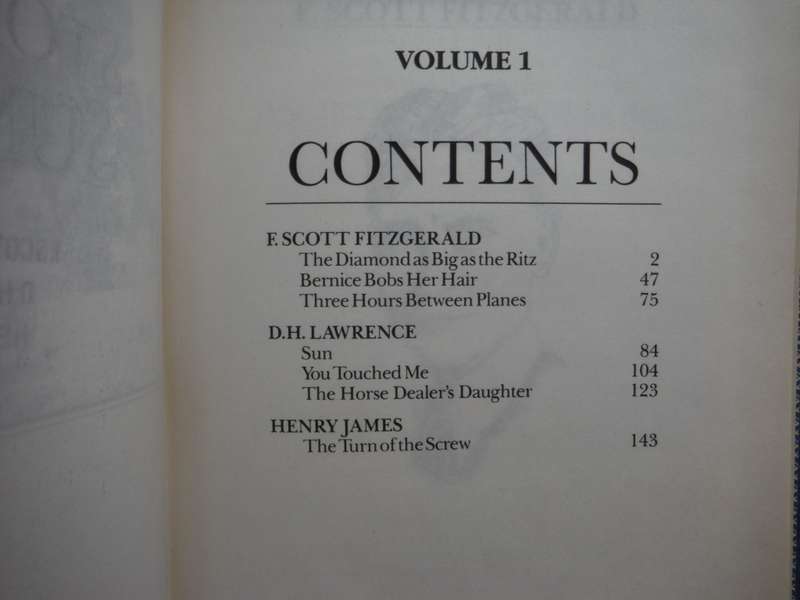 VOLUME 1
CONTENTS
F. SCOTT FITZGERALD
The Diamond as Big as the Ritz 2
Bernice Bobs Her Hair 47
Three Hours Between Planes 75
D.H. LAWRENCE
Sun 84
You Touched Me 104
The Horse Dealer's Daughter 123
HENRY JAMES
The Turn of the Screw 143